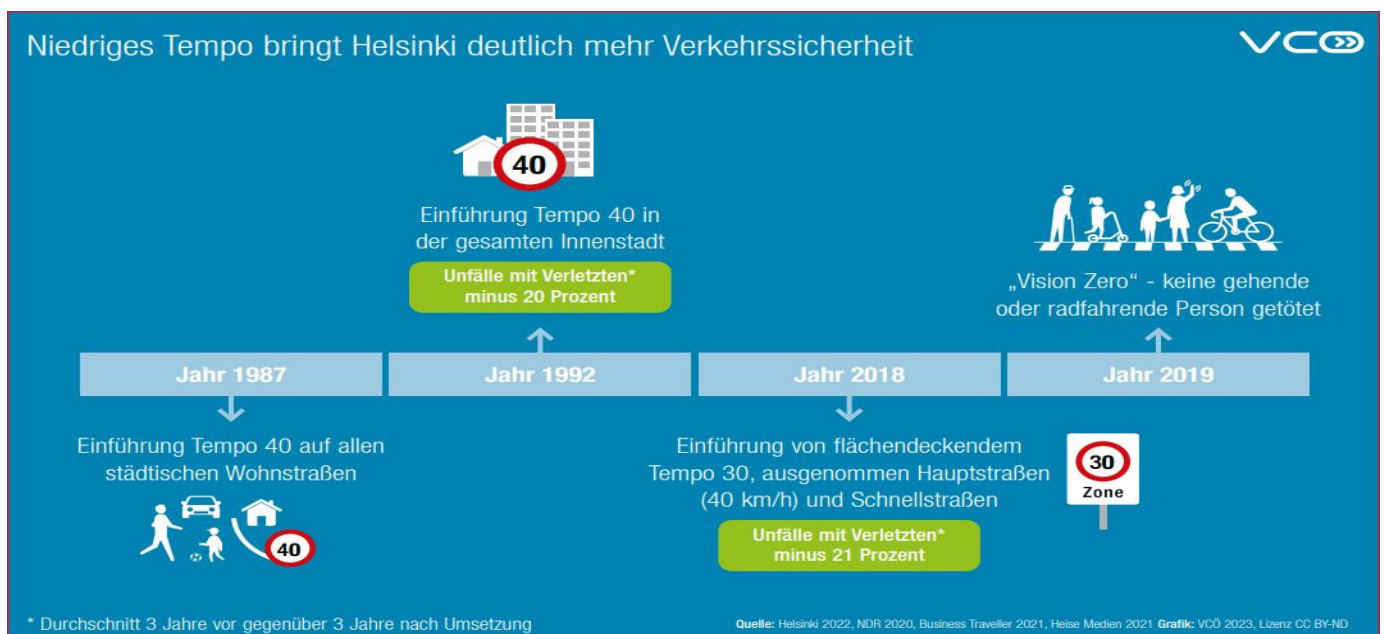 Niedriges Tempo bringt Helsinki deutlich mehr Verkehrssicherheit
VCÖ
40
Einführung Tempo 40 in
der gesamten Innenstadt
Unfälle mit Verletzten*
minus 20 Prozent
„Vision Zero“ - keine gehende
oder radfahrende Person getötet
Jahr 1987
Jahr 1992
Jahr 2018
Jahr 2019
Einführung Tempo 40 auf allen
städtischen Wohnstraßen
40
Einführung von flächendeckendem
Tempo 30, ausgenommen Hauptstraßen
(40 km/h) und Schnellstraßen
Unfälle mit Verletzten*
minus 21 Prozent
30
Zone
* Durchschnitt 3 Jahre vor gegenüber 3 Jahre nach Umsetzung
Quelle: Helsinki 2022, NDR 2020, Business Traveller 2021, Heise Medien 2021 Grafik: VCÖ 2023, Lizenz CC BY-ND